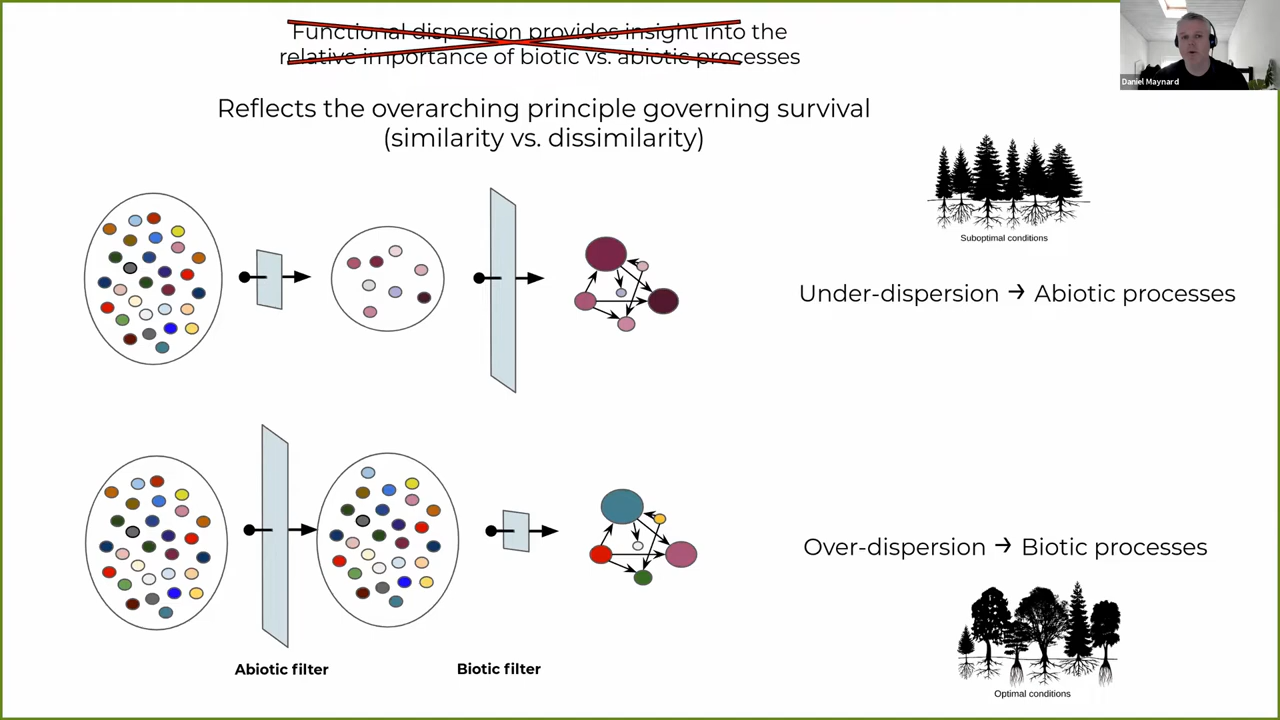 Functional dispersion provides insight into the
relative importance of biotic vs. abiotic processes
Daniel Maynard
Reflects the overarching principle governing survival
(similarity vs. dissimilarity)
Suboptimal conditions
Under-dispersion → Abiotic processes
Over-dispersion → Biotic processes
Abiotic filter
Biotic filter
Optimal conditions